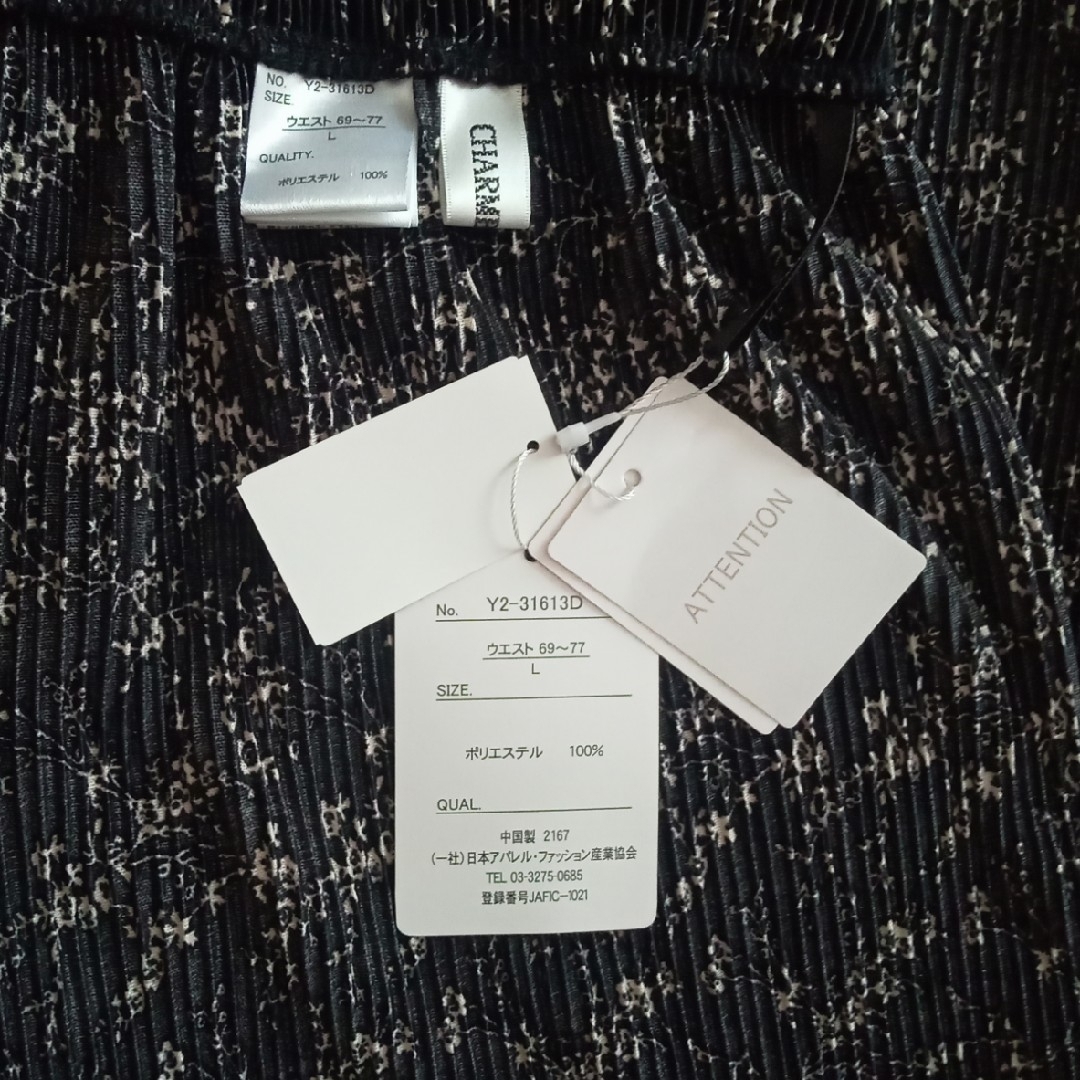 NO. Y2-31613D
SIZE.
ウエスト 69〜77
L
QUALITY.
ポリエステル 100%
CHARM
ATTENTION
No. Y2-31613D
ウエスト 69〜77
L
SIZE.
ポリエステル 100%
QUAL.
中国製 2167
(一社)日本アパレル・ファッション産業協会
TEL 03-3275-0685
登録番号JAFIC-1021